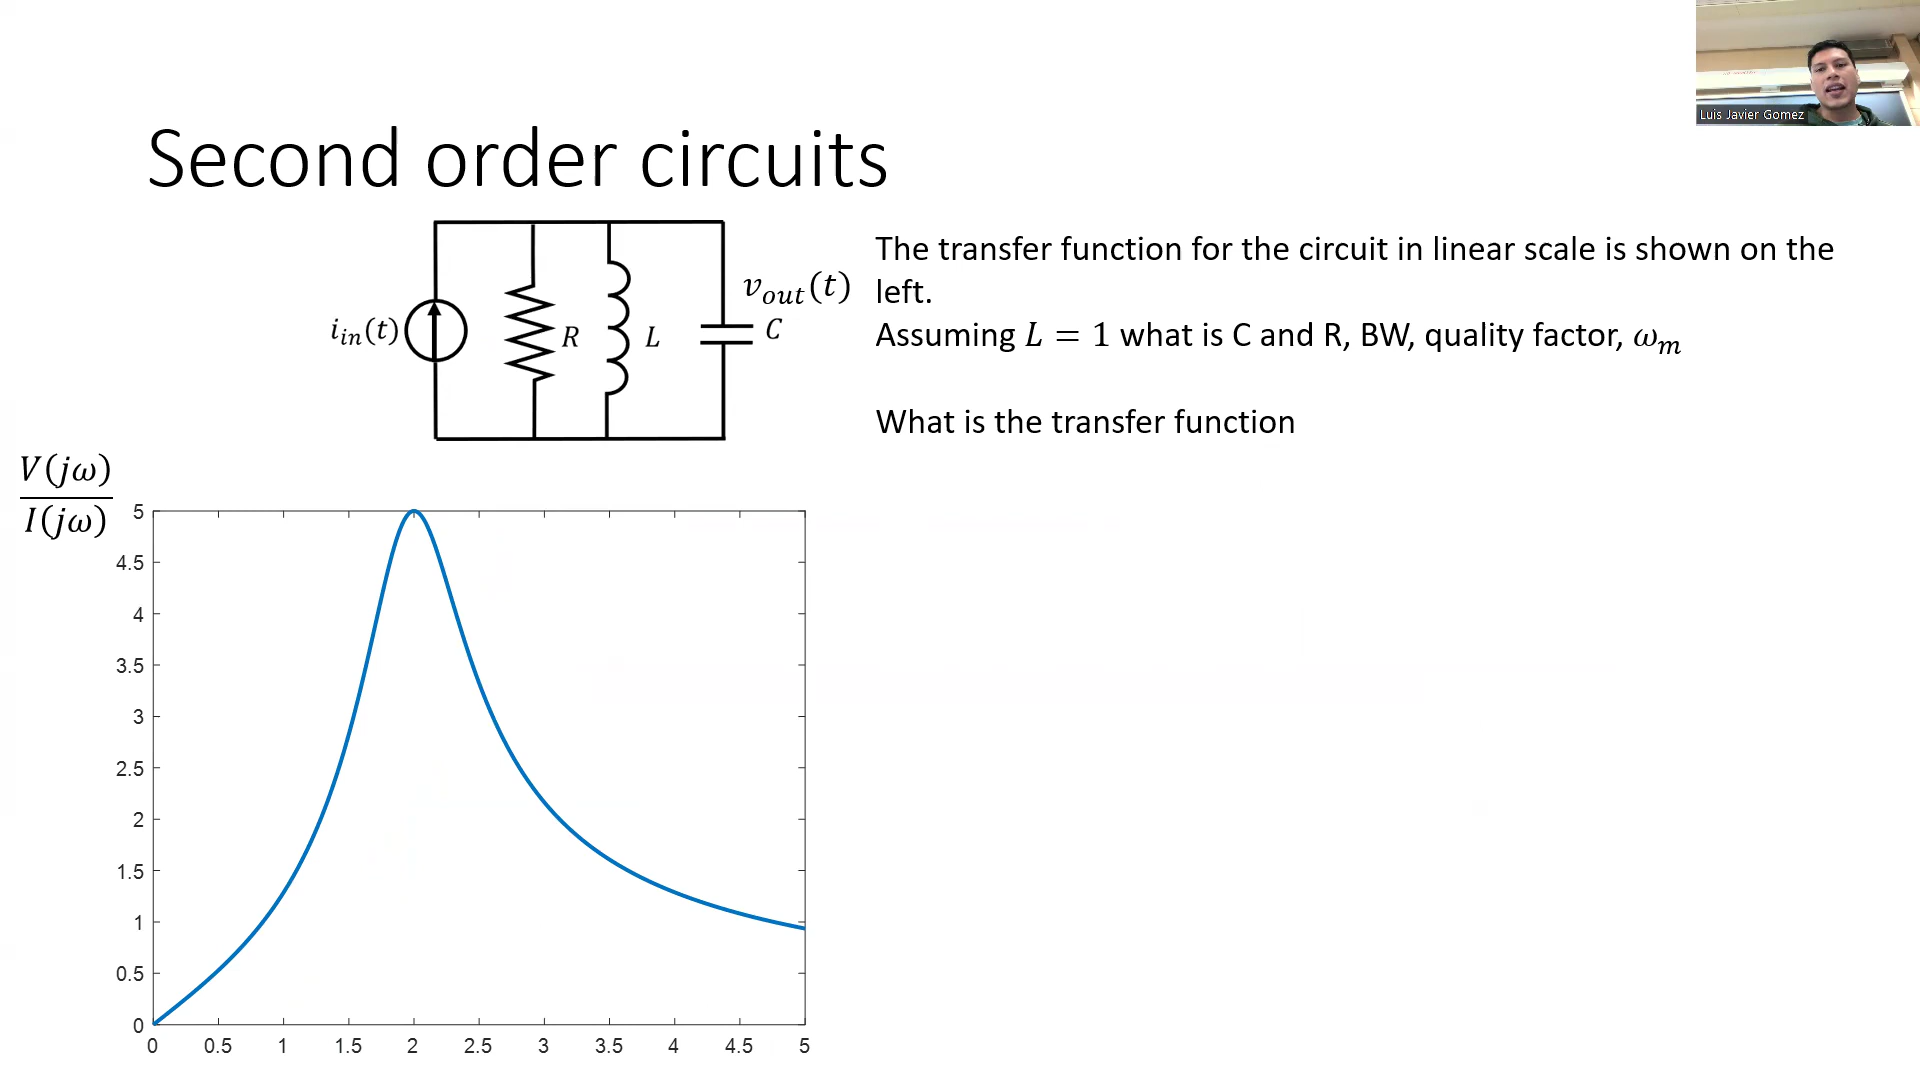 Luis Javier Gomez
Second order circuits
i_in(t)
R
L
v_out(t)
C
The transfer function for the circuit in linear scale is shown on the
left.
Assuming L = 1 what is C and R, BW, quality factor, ω_m
What is the transfer function
V(jω)
I(jω)
5
4.5
4
3.5
3
2.5
2
1.5
1
0.5
0
0 0.5 1 1.5 2 2.5 3 3.5 4 4.5 5